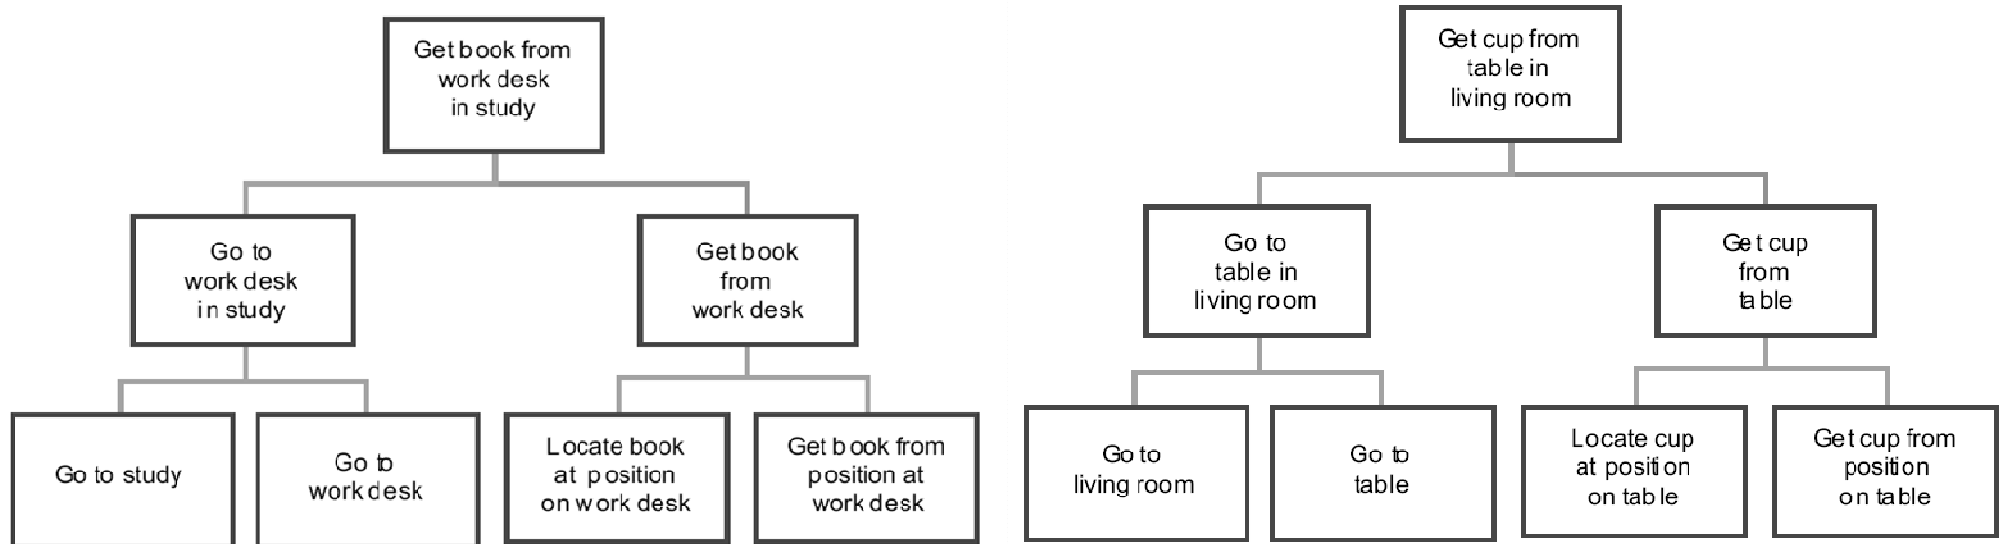 Get book from
work desk
in study
Go to
work desk
in study
Get book
from
work desk
Go to study
Go to
work desk
Locate book
at position
on work desk
Get book from
position at
work desk
Get cup from
table in
living room
Go to
table in
living room
Get cup
from
table
Go to
living room
Go to
table
Locate cup
at position
on table
Get cup from
position
on table